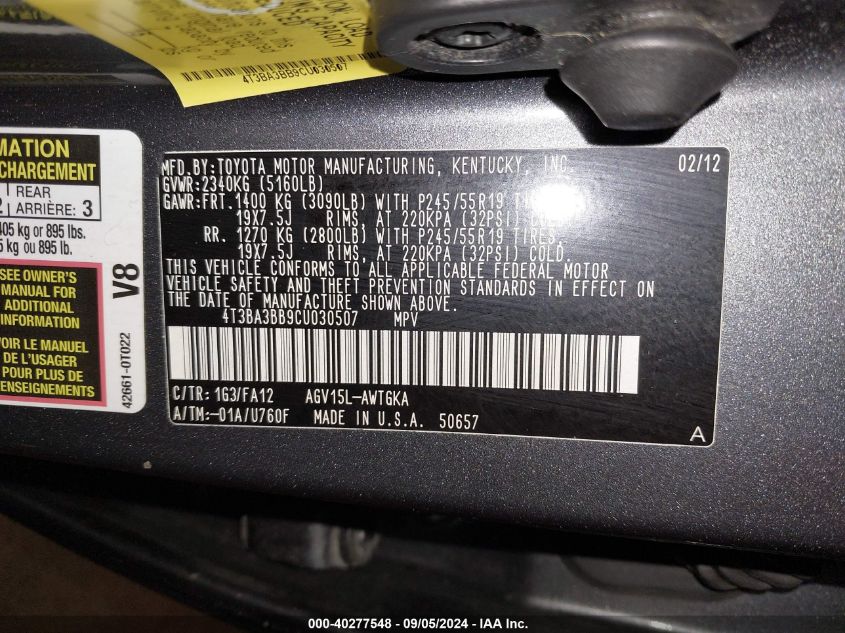 4T3BA3BB9CU030507
MATION
CHARGEMENT
REAR
ARRIÈRE: 3
405 kg or 895 lbs.
kg ou 895 lb.
SEE OWNER'S
MANUAL FOR
ADDITIONAL
INFORMATION
VOIR LE MANUEL
DE L'USAGER
POUR PLUS DE
RENSEIGNEMENTS
V8
42661-0T022
MFD.BY:TOYOTA MOTOR MANUFACTURING, KENTUCKY, INC. 02/12
GVWR:2340KG (5160LB)
GAWR:FRT.1400 KG (3090LB) WITH P245/55R19
19X7.5J RIMS, AT 220KPA (32PSI) COLD
RR. 1270 KG (2800LB) WITH P245/55R19 TIRES,
19X7.5J RIMS, AT 220KPA (32PSI) COLD.
THIS VEHICLE CONFORMS TO ALL APPLICABLE FEDERAL MOTOR
VEHICLE SAFETY AND THEFT PREVENTION STANDARDS IN EFFECT ON
THE DATE OF MANUFACTURE SHOWN ABOVE.
4T3BA3BB9CU030507 MPV
C/TR: 1G3/FA12 AGV15L-AWTGKA
A/TM:-01A/U760F MADE IN U.S.A. 50657
A
000-40277548 - 09/05/2024 - IAA Inc.